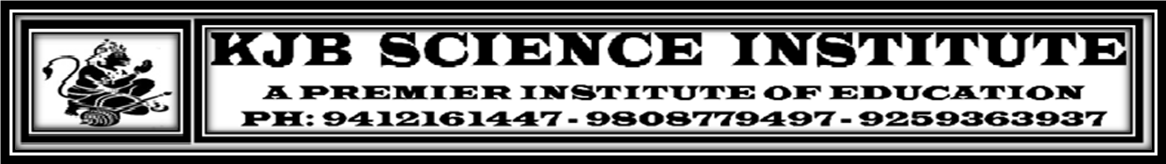 KJB SCIENCE INSTITUTE
A PREMIER INSTITUTE OF EDUCATION
PH: 9412161447 - 9808779497 - 9259363937